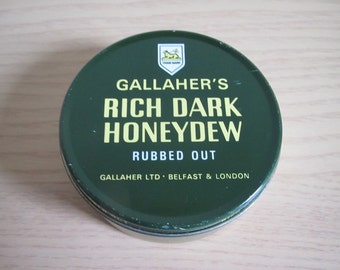 GALLAHER'S
RICH DARK
HONEYDEW
RUBBED OUT
GALLAHER LTD · BELFAST & LONDON